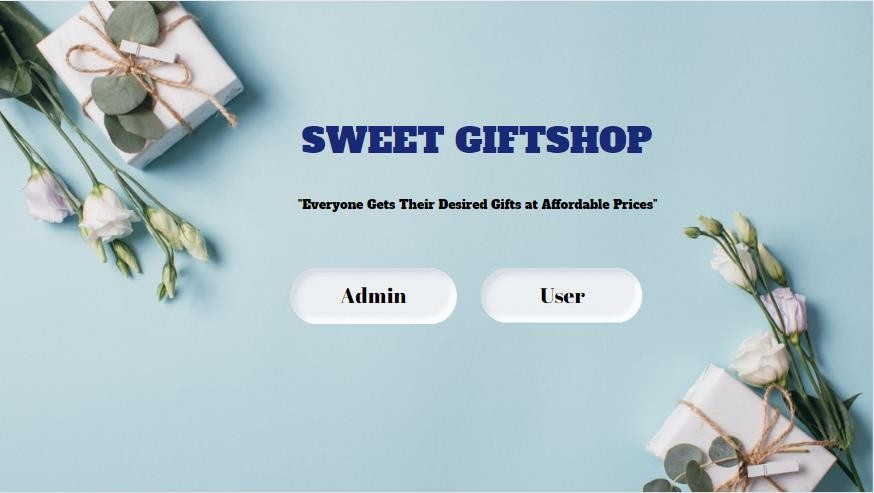 SWEET GIFTSHOP
"Everyone Gets Their Desired Gifts at Affordable Prices"
Admin
User